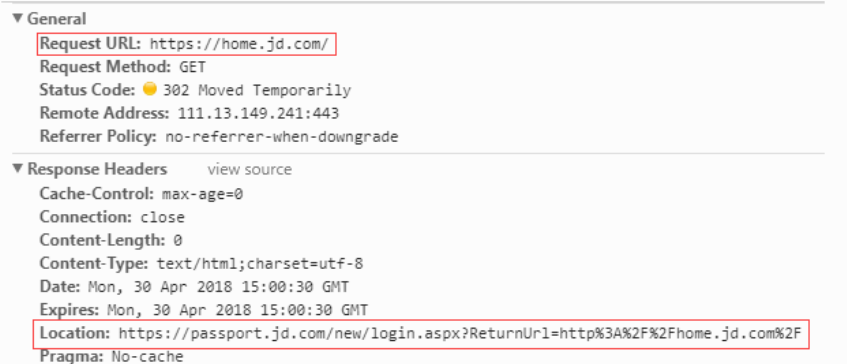 General
Request URL: https://home.jd.com/
Request Method: GET
Status Code: 302 Moved Temporarily
Remote Address: 111.13.149.241:443
Referrer Policy: no-referrer-when-downgrade
Response Headers view source
Cache-Control: max-age=0
Connection: close
Content-Length: 0
Content-Type: text/html;charset=utf-8
Date: Mon, 30 Apr 2018 15:00:30 GMT
Expires: Mon, 30 Apr 2018 15:00:30 GMT
Location: https://passport.jd.com/new/login.aspx?ReturnUrl=http%3A%2F%2Fhome.jd.com%2F
Pragma: No-cache